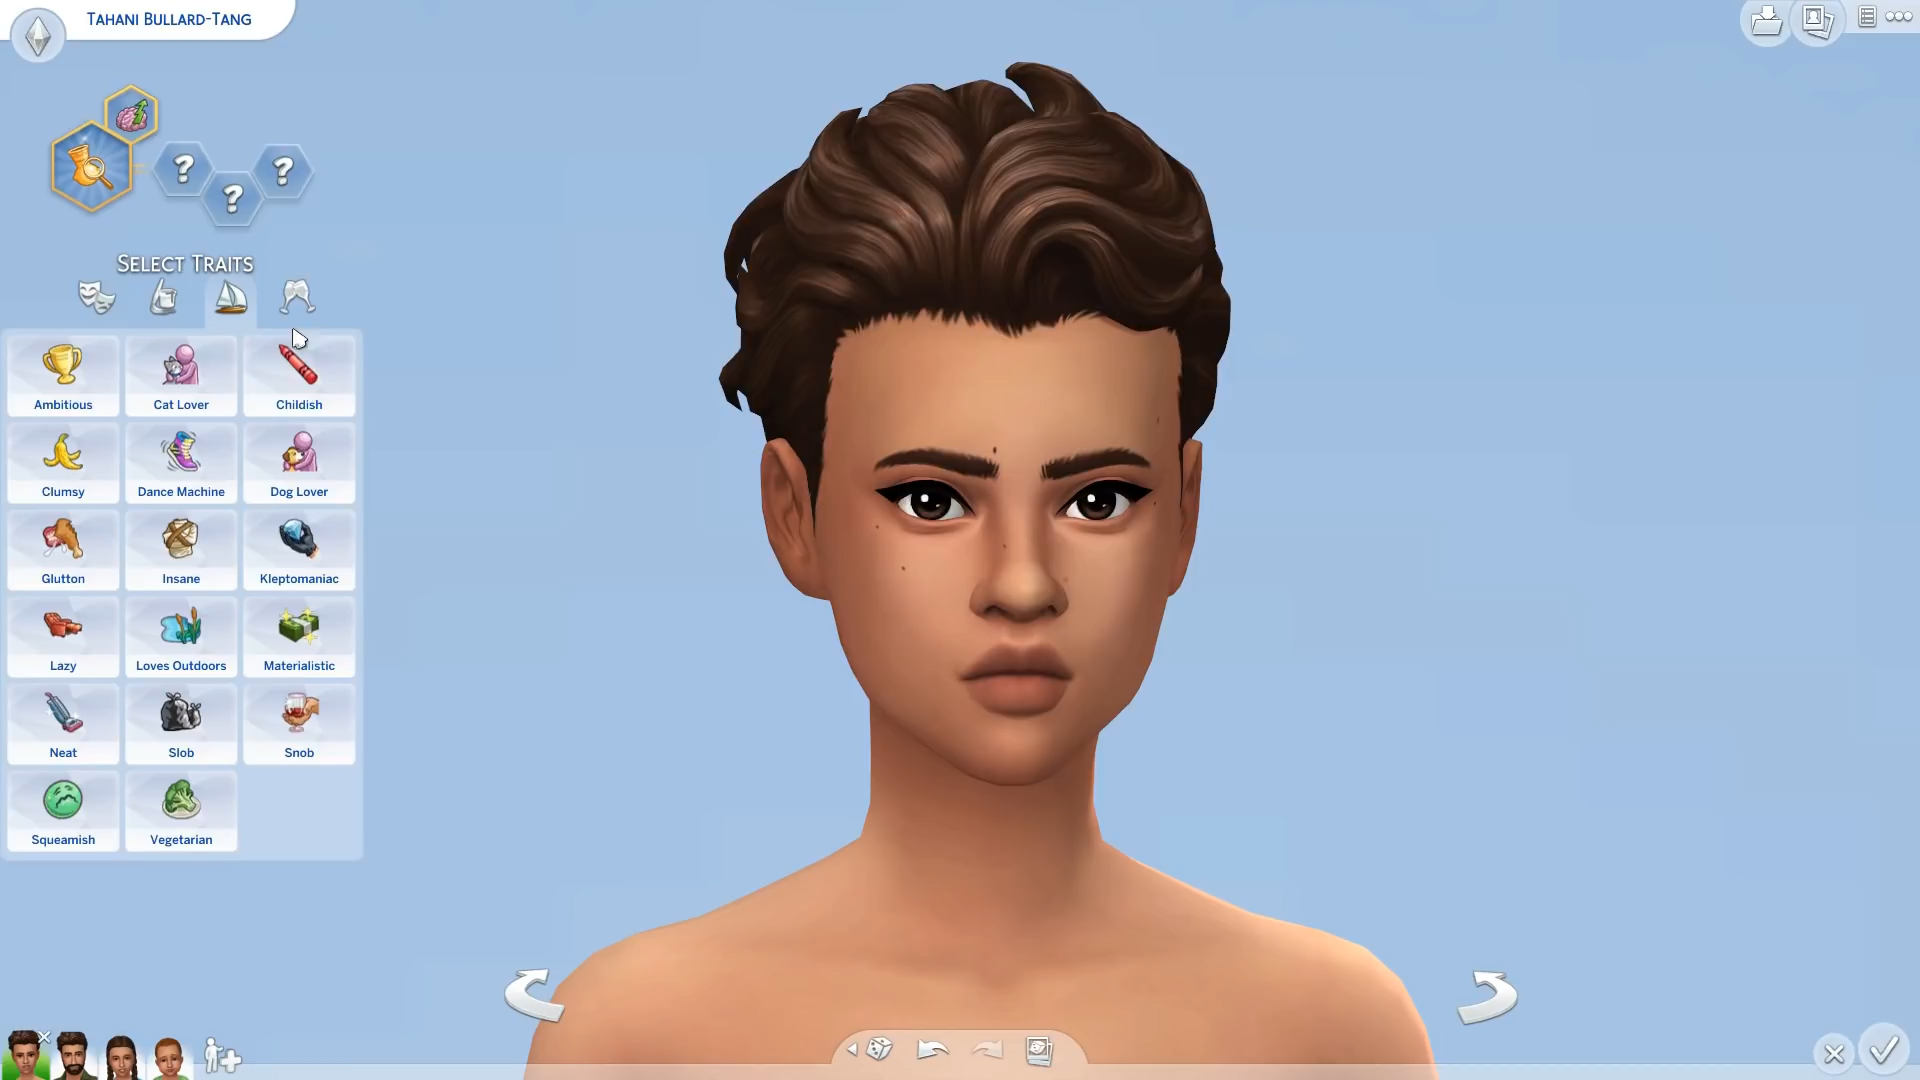 TAHANI BULLARD-TANG
? ? ?
SELECT TRAITS
Ambitious
Cat Lover
Childish
Clumsy
Dance Machine
Dog Lover
Glutton
Insane
Kleptomaniac
Lazy
Loves Outdoors
Materialistic
Neat
Slob
Snob
Squeamish
Vegetarian